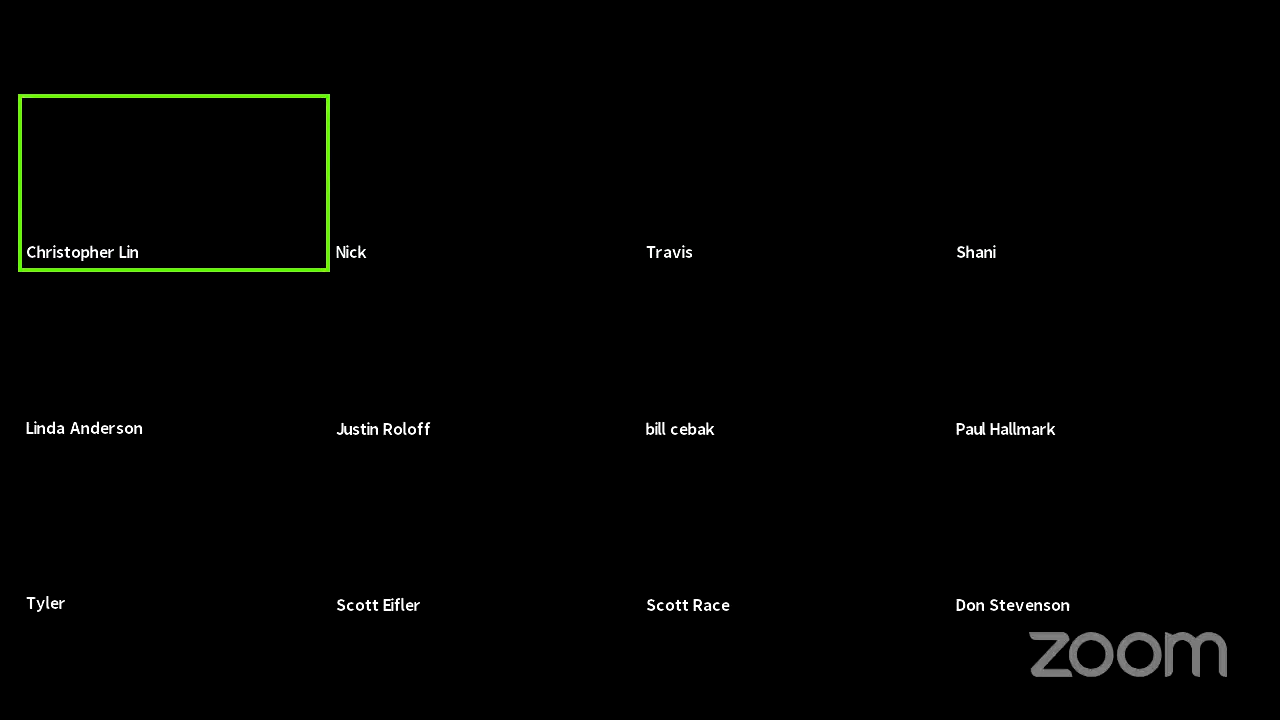 Christopher Lin
Nick
Travis
Shani
Linda Anderson
Justin Roloff
bill cebak
Paul Hallmark
Tyler
Scott Eifler
Scott Race
Don Stevenson
zoom